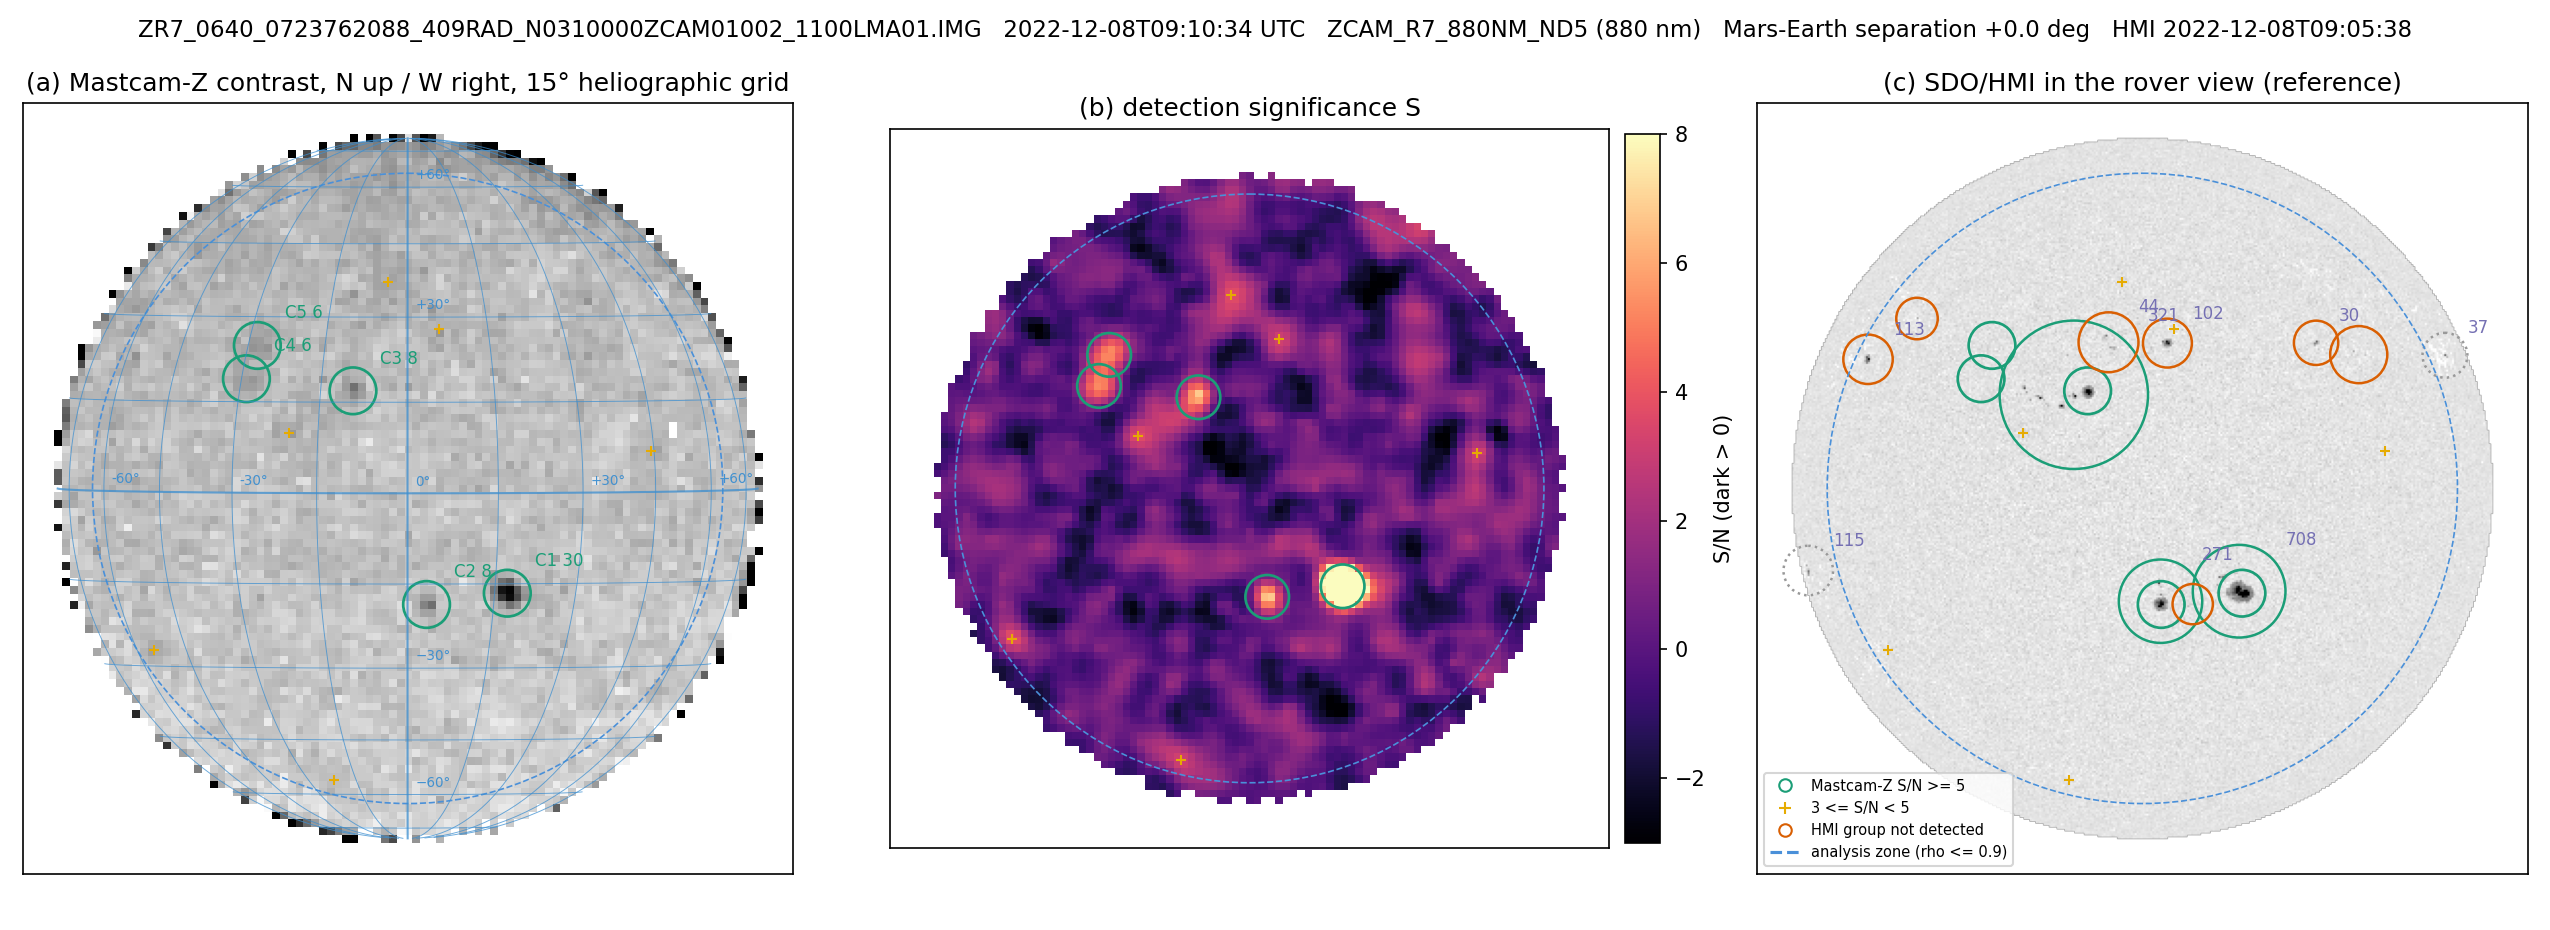 ZR7_0640_0723762088_409RAD_N0310000ZCAM01002_1100LMA01.IMG 2022-12-08T09:10:34 UTC ZCAM_R7_880NM_ND5 (880 nm) Mars-Earth separation +0.0 deg HMI 2022-12-08T09:05:38
(a) Mastcam-Z contrast, N up / W right, 15° heliographic grid
+60°
+30°
C5 6
C4 6
C3 8
-60°
-30°
0°
+30°
+60°
C2 8
C1 30
−30°
−60°
(b) detection significance S
8
6
4
2
0
−2
S/N (dark > 0)
(c) SDO/HMI in the rover view (reference)
44
321
102
30
37
113
115
271
708
Mastcam-Z S/N >= 5
3 <= S/N < 5
HMI group not detected
analysis zone (rho <= 0.9)